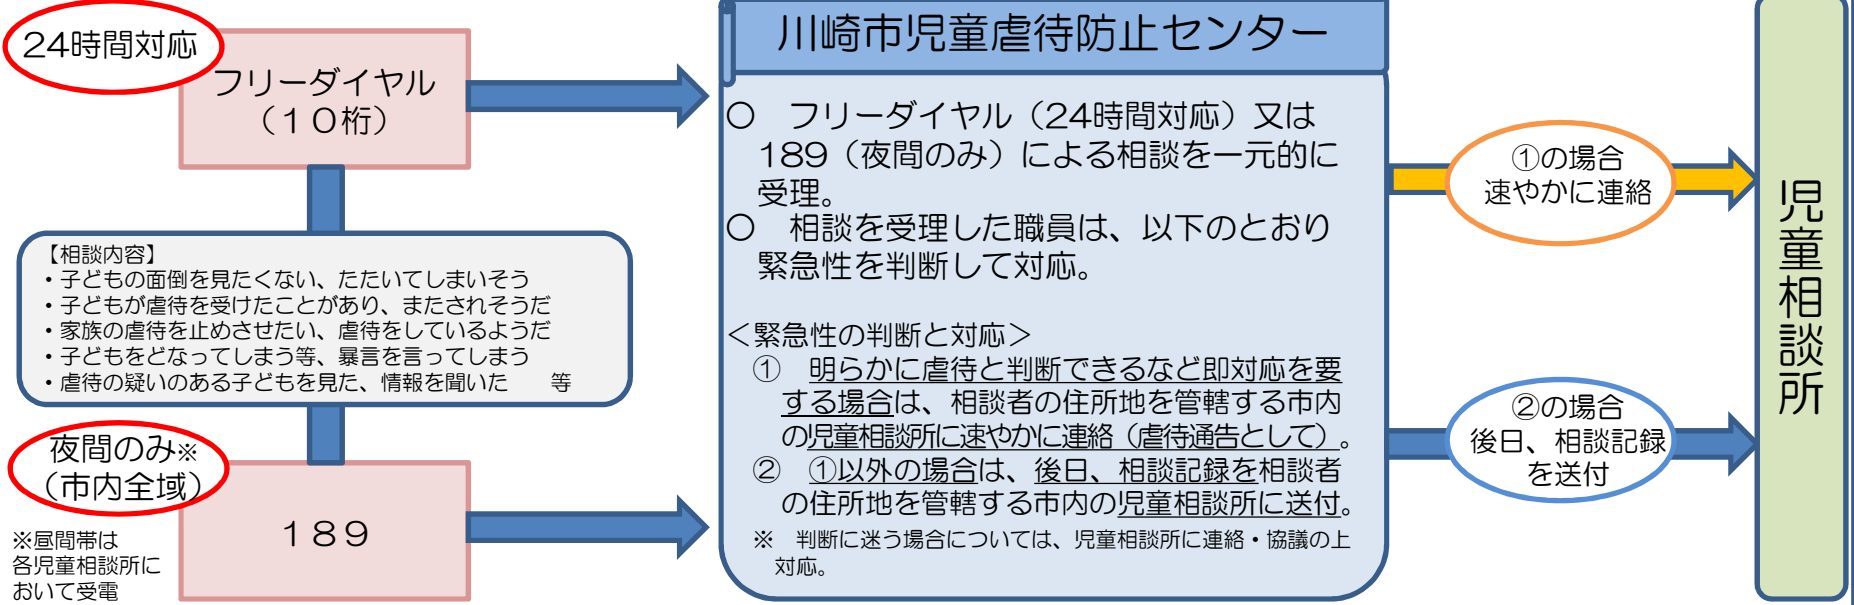 24時間対応
フリーダイヤル
（１０桁）
【相談内容】
・子どもの面倒を見たくない、たたいてしまいそう
・子どもが虐待を受けたことがあり、またされそうだ
・家族の虐待を止めさせたい、虐待をしているようだ
・子どもをどなってしまう等、暴言を言ってしまう
・虐待の疑いのある子どもを見た、情報を聞いた　　等
夜間のみ※
（市内全域）
１８９
※昼間帯は
各児童相談所に
おいて受電
川崎市児童虐待防止センター
○　フリーダイヤル（24時間対応）又は
189（夜間のみ）による相談を一元的に
受理。
○　相談を受理した職員は、以下のとおり
緊急性を判断して対応。
＜緊急性の判断と対応＞
①　明らかに虐待と判断できるなど即対応を要
する場合は、相談者の住所地を管轄する市内
の児童相談所に速やかに連絡（虐待通告として）。
②　①以外の場合は、後日、相談記録を相談者
の住所地を管轄する市内の児童相談所に送付。
※　判断に迷う場合については、児童相談所に連絡・協議の上
対応。
①の場合
速やかに連絡
②の場合
後日、相談記録
を送付
児童相談所